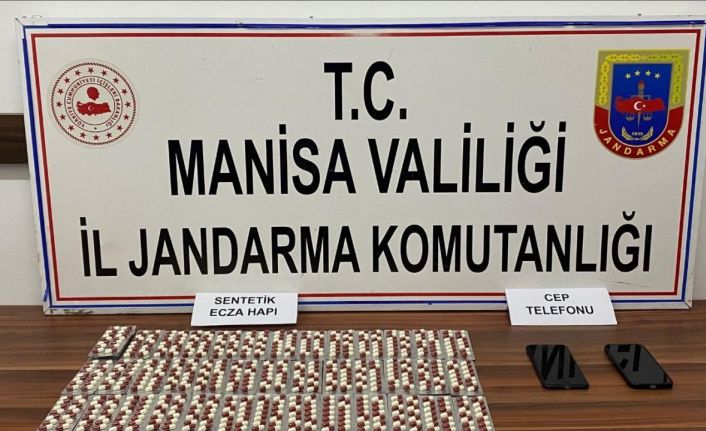 T.C.
MANİSA VALİLİĞİ
İL JANDARMA KOMUTANLIĞI
JANDARMA
SENTETİK
ECZA HAPI
CEP
TELEFONU